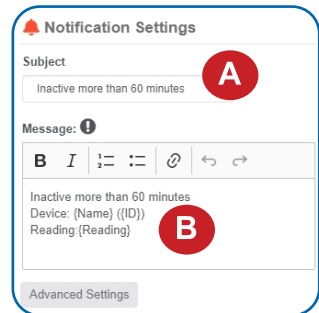 Notification Settings
Subject
Inactive more than 60 minutes
A
Message:
B I
Inactive more than 60 minutes
Device: {Name} ({ID})
Reading:{Reading}
B
Advanced Settings